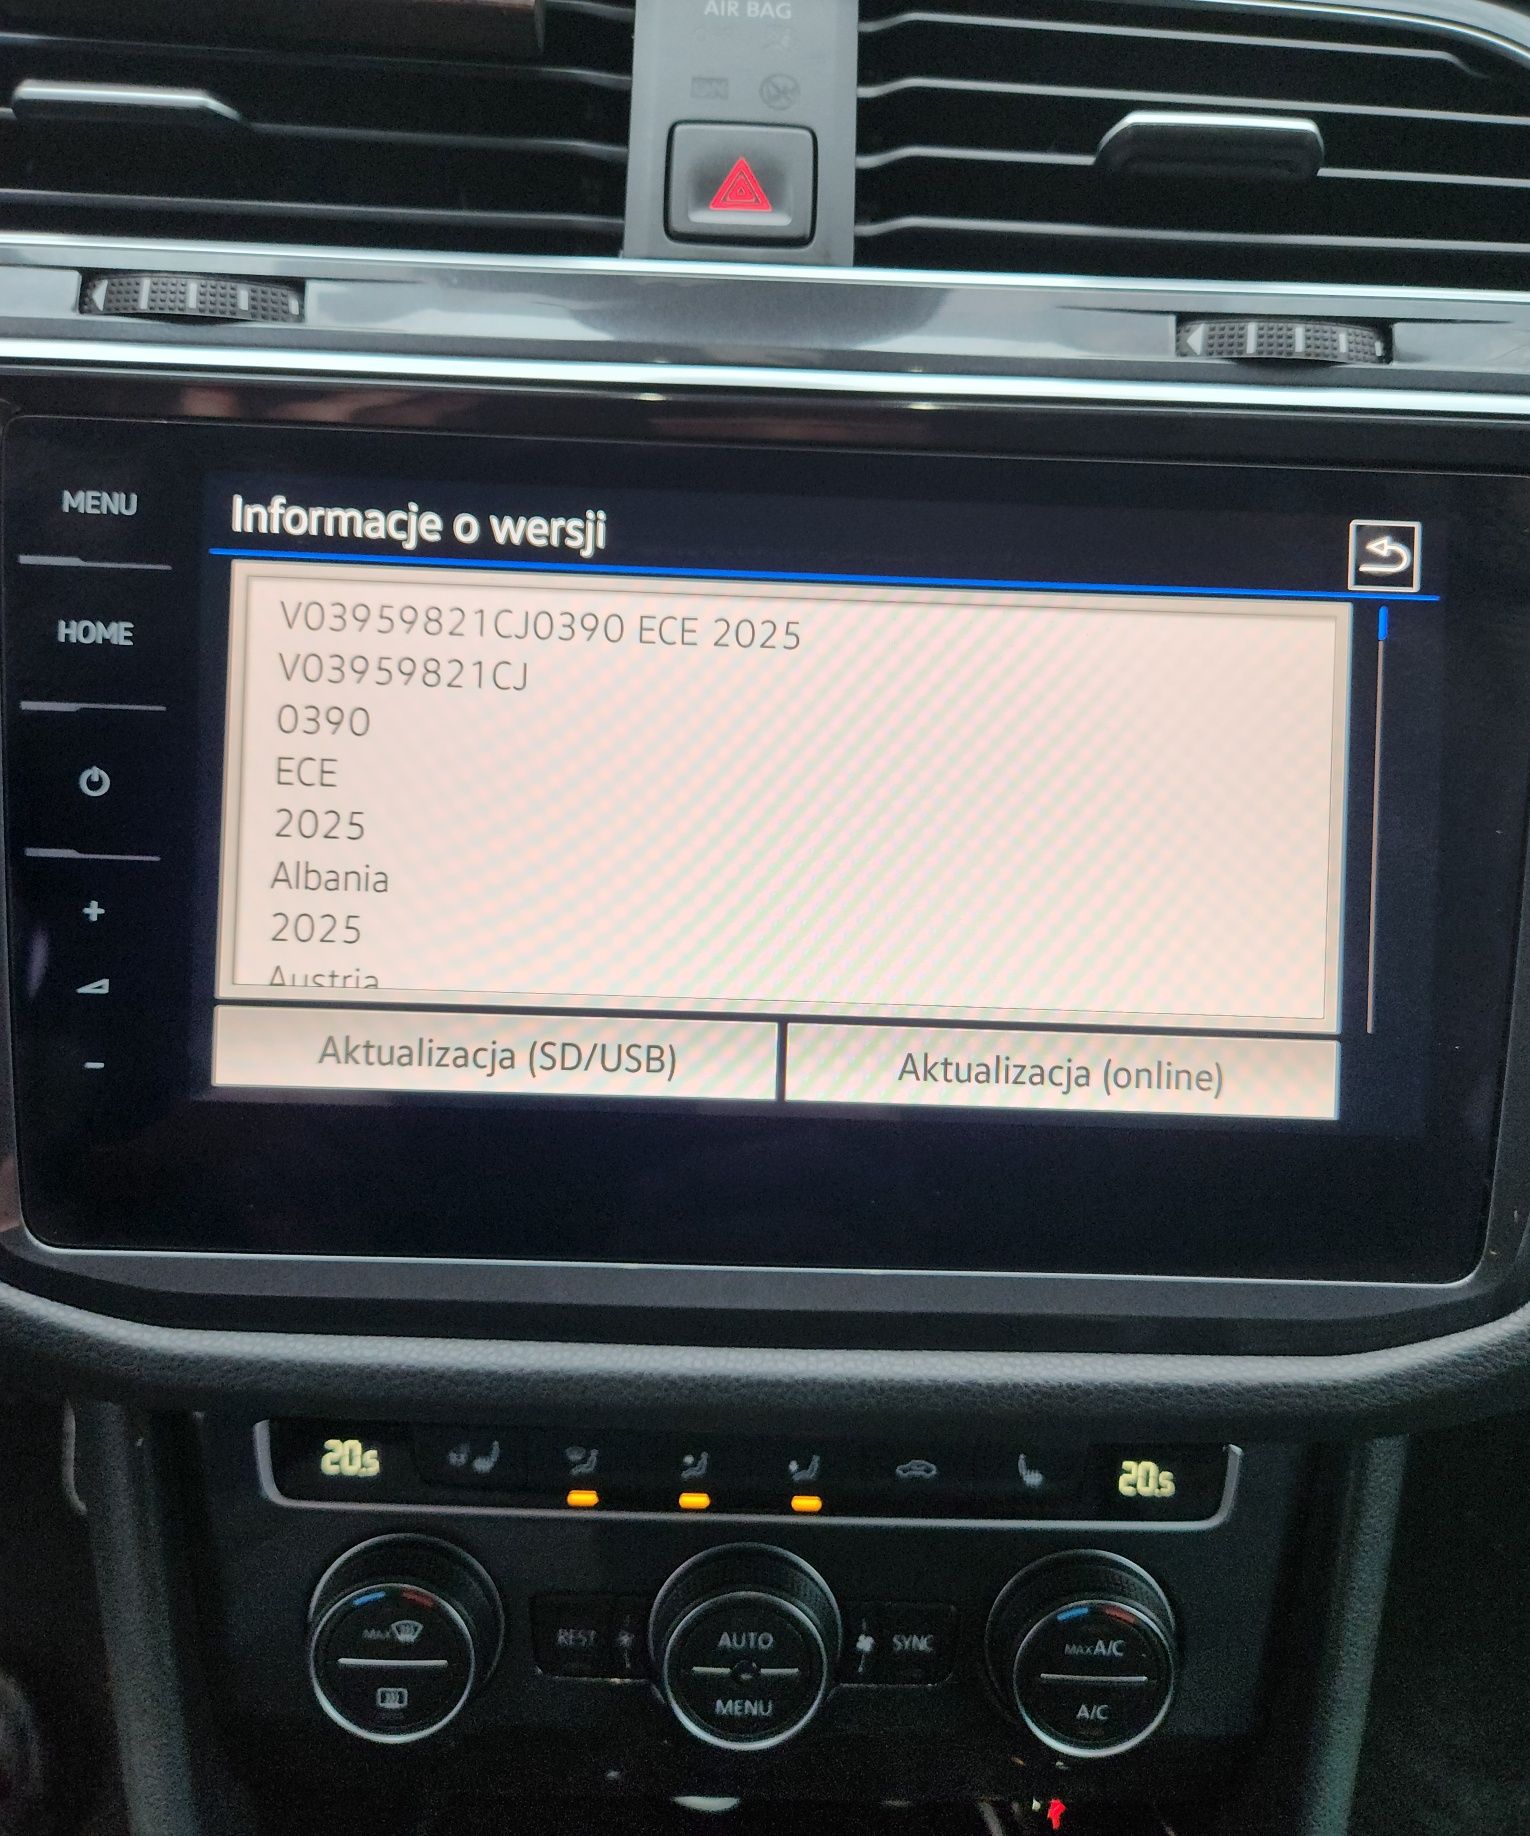 AIR BAG
MENU
Informacje o wersji
V03959821CJ0390 ECE 2025
HOME
V03959821CJ
0390
ECE
2025
Albania
2025
Austria
Aktualizacja (SD/USB)
Aktualizacja (online)
20.5
20.5
MAX
REST
AUTO
SYNC
MAX A/C
MENU
A/C